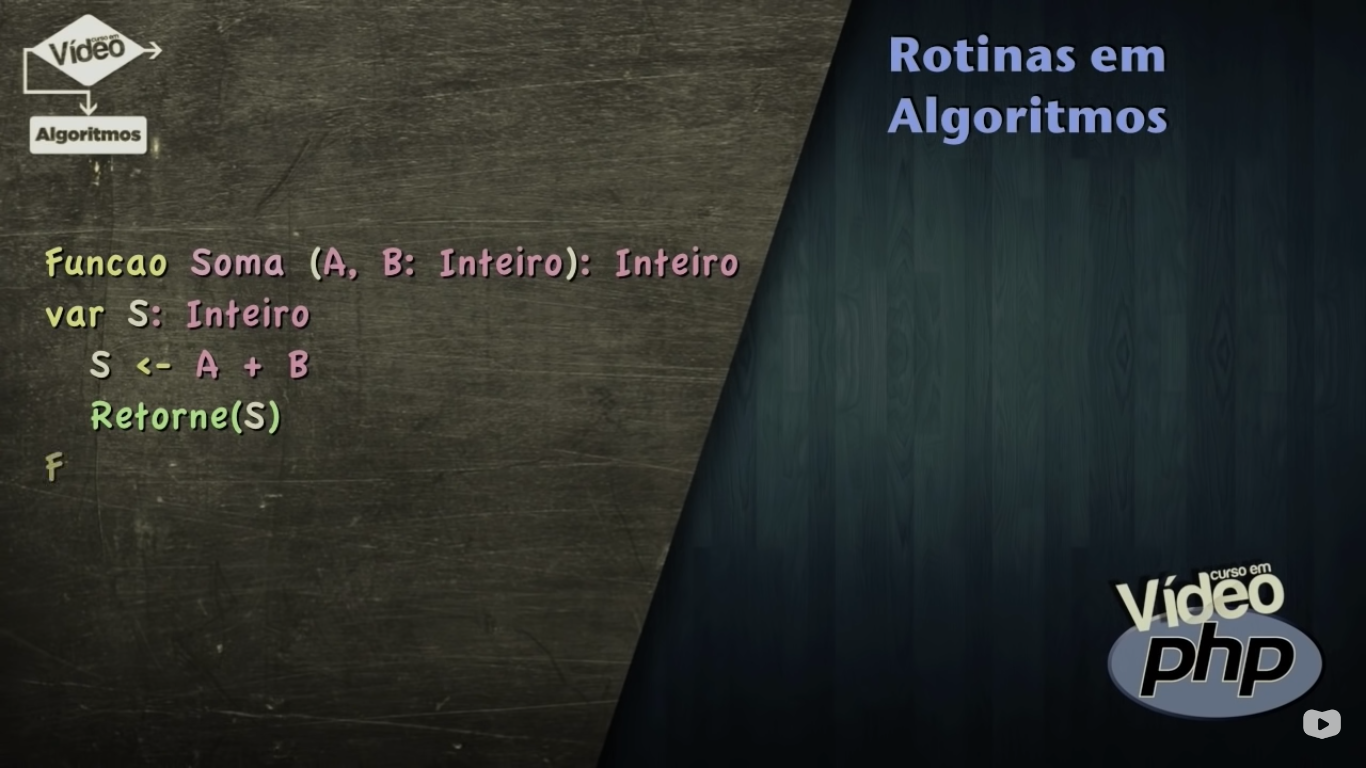 curso em
Vídeo
Algoritmos
Rotinas em
Algoritmos
Funcao Soma (A, B: Inteiro): Inteiro
var S: Inteiro
S <- A + B
Retorne(S)
F
curso em
Vídeo
php